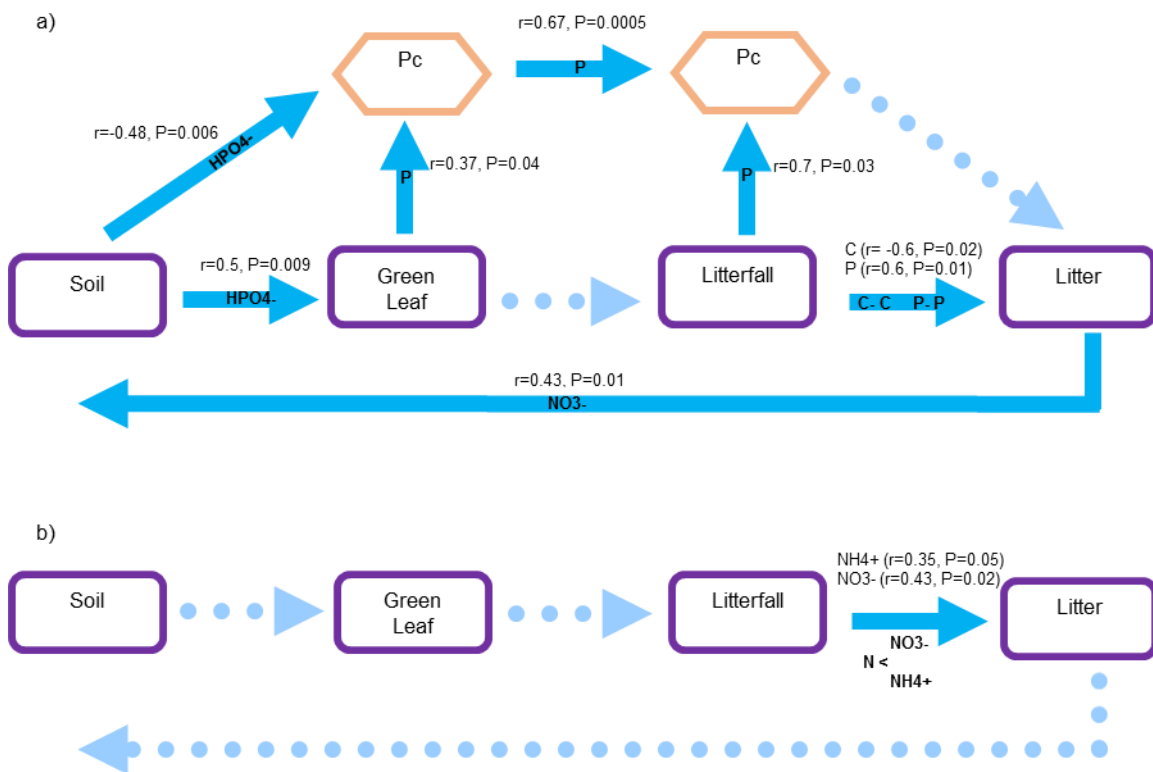 a)
r=0.67, P=0.0005
Pc
P
Pc
r=-0.48, P=0.006
HPO4-
P
r=0.37, P=0.04
P
r=0.7, P=0.03
Soil
r=0.5, P=0.009
HPO4-
Green
Leaf
Litterfall
C (r= -0.6, P=0.02)
P (r=0.6, P=0.01)
C- C P- P
Litter
r=0.43, P=0.01
NO3-
b)
Soil
Green
Leaf
Litterfall
NH4+ (r=0.35, P=0.05)
NO3- (r=0.43, P=0.02)
NO3-
N <
NH4+
Litter